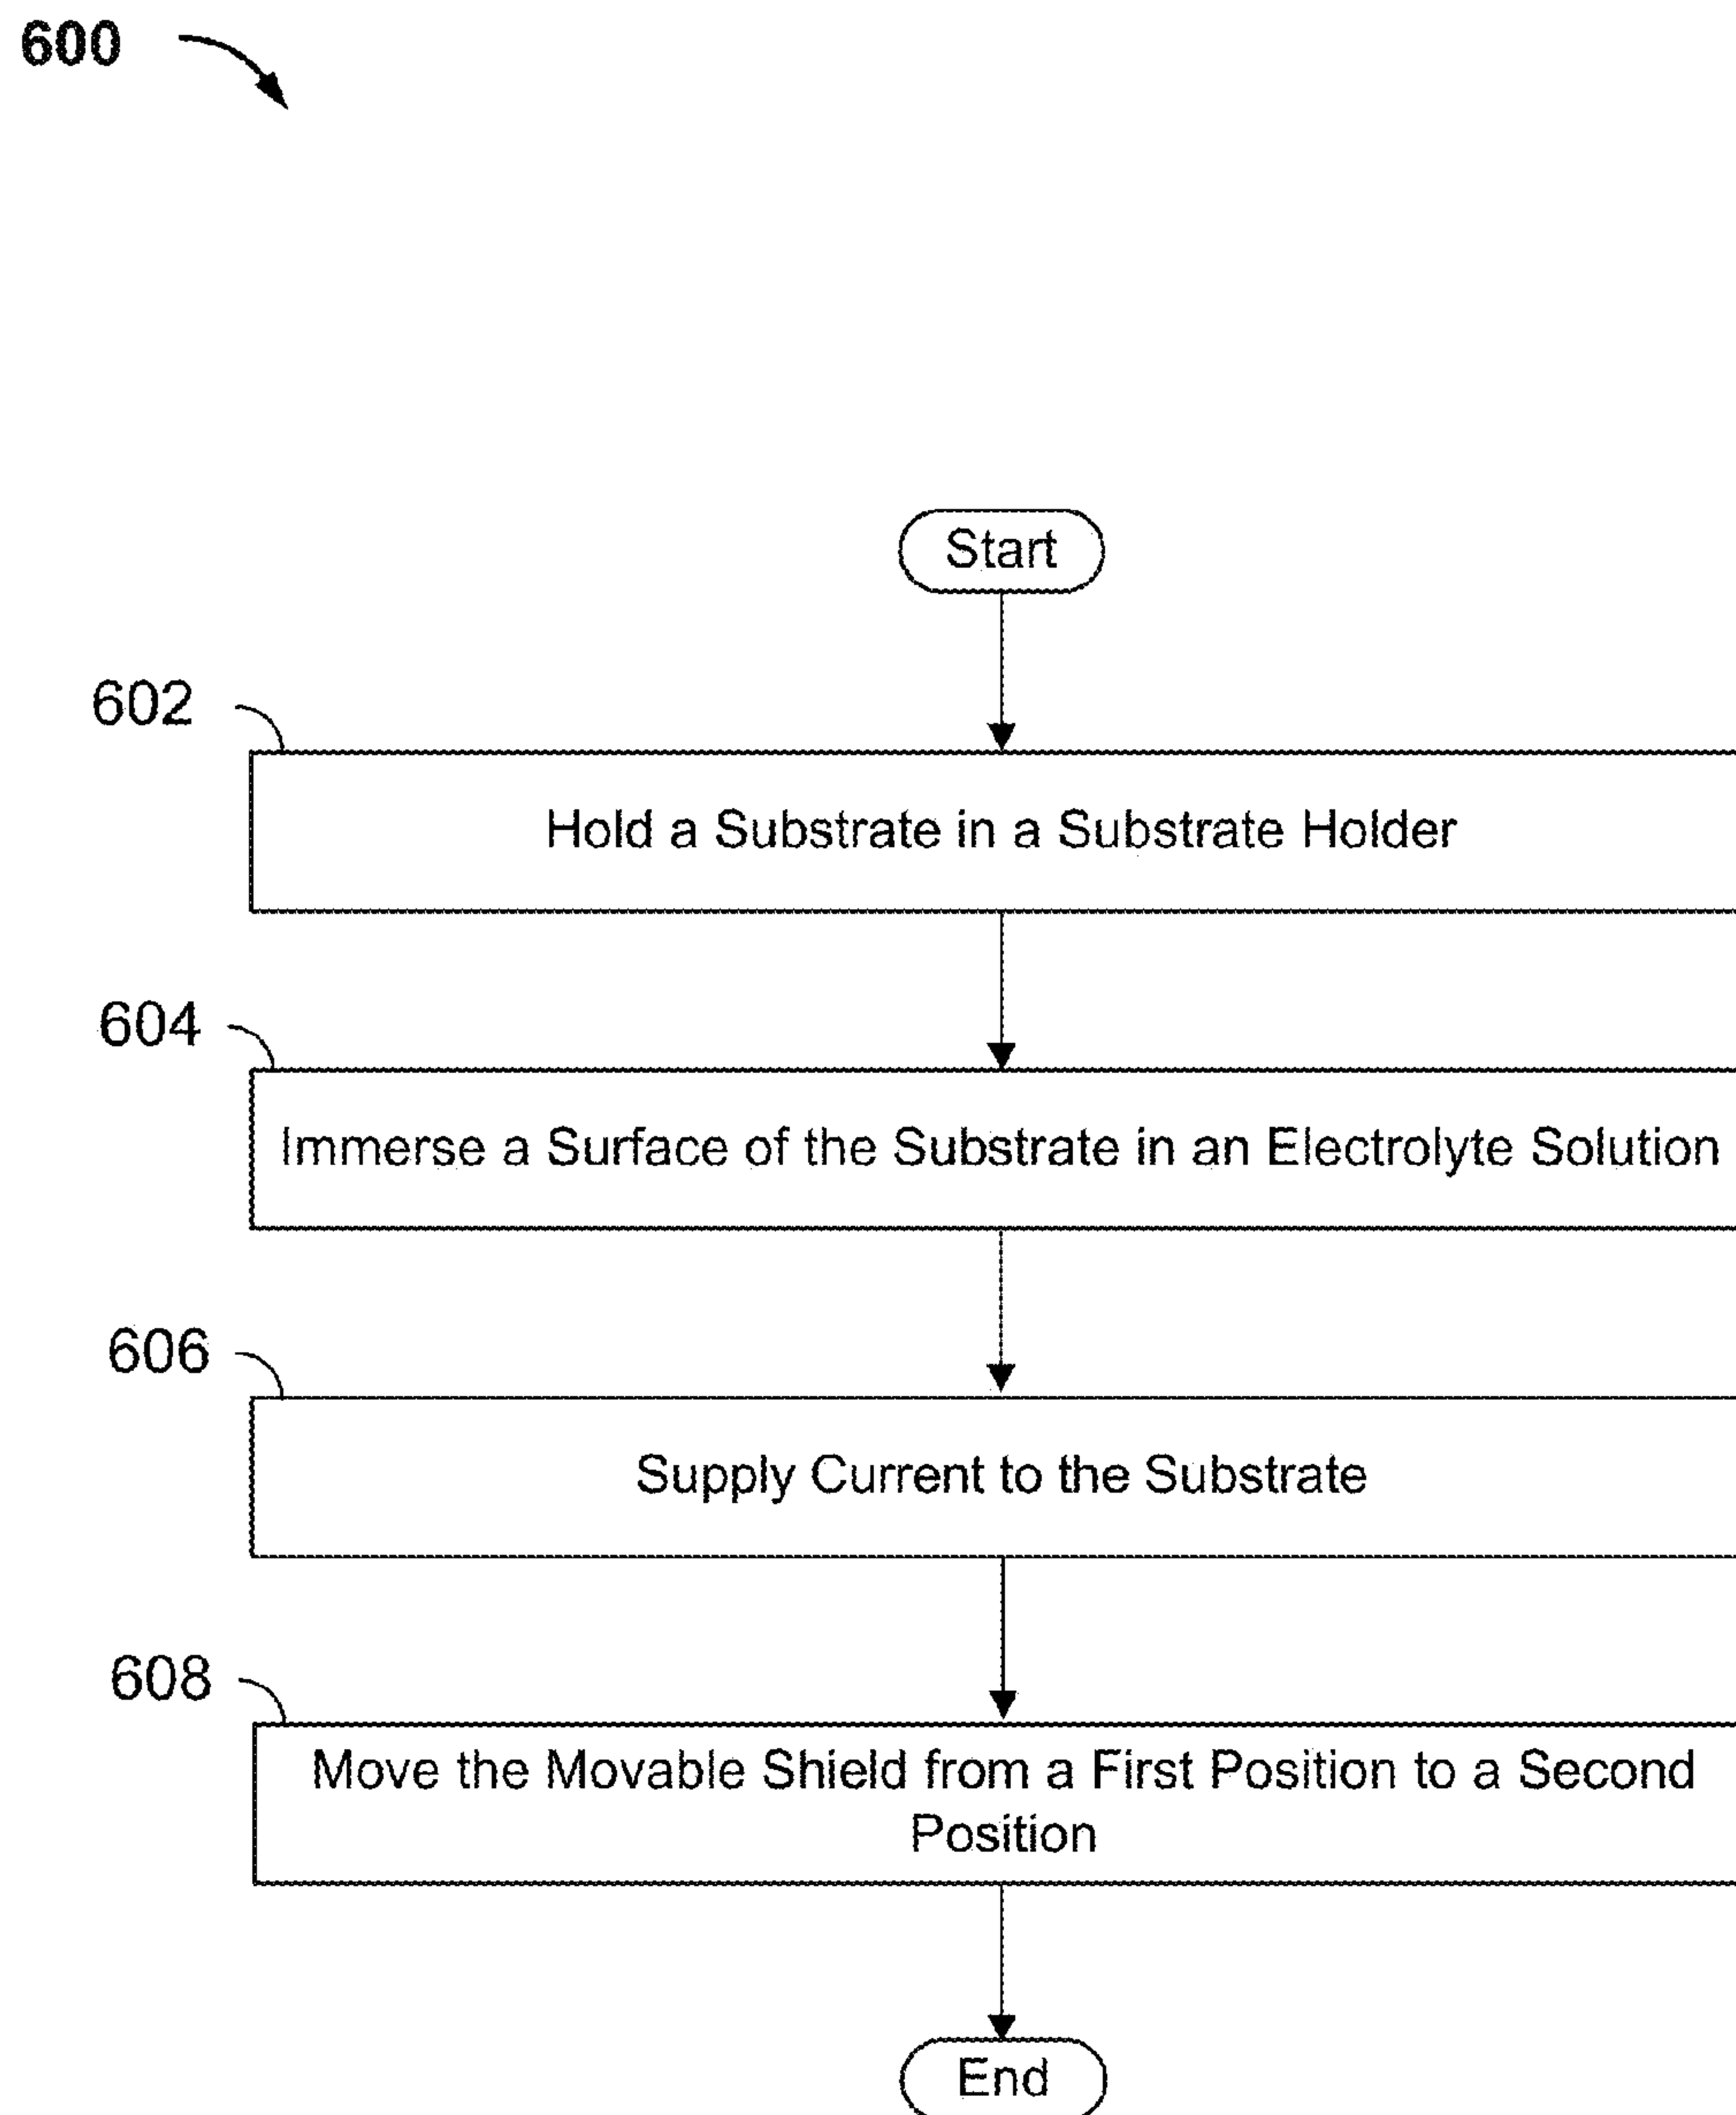 600
Start
602
Hold a Substrate in a Substrate Holder
604
Immerse a Surface of the Substrate in an Electrolyte Solution
606
Supply Current to the Substrate
608
Move the Movable Shield from a First Position to a Second
Position
End